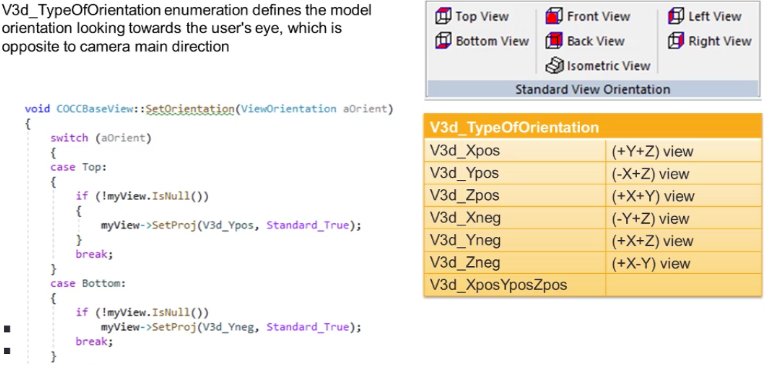 V3d_TypeOfOrientation enumeration defines the model
orientation looking towards the user's eye, which is
opposite to camera main direction
Top View Front View Left View
Bottom View Back View Right View
Isometric View
Standard View Orientation
void COCCBaseView::SetOrientation(ViewOrientation aOrient)
{
switch (aOrient)
{
case Top:
{
if (!myView.IsNull())
{
myView->SetProj(V3d_Ypos, Standard_True);
}
break;
}
case Bottom:
{
if (!myView.IsNull())
myView->SetProj(V3d_Yneg, Standard_True);
break;
}
V3d_TypeOfOrientation
V3d_Xpos (+Y+Z) view
V3d_Ypos (-X+Z) view
V3d_Zpos (+X+Y) view
V3d_Xneg (-Y+Z) view
V3d_Yneg (+X+Z) view
V3d_Zneg (+X-Y) view
V3d_XposYposZpos